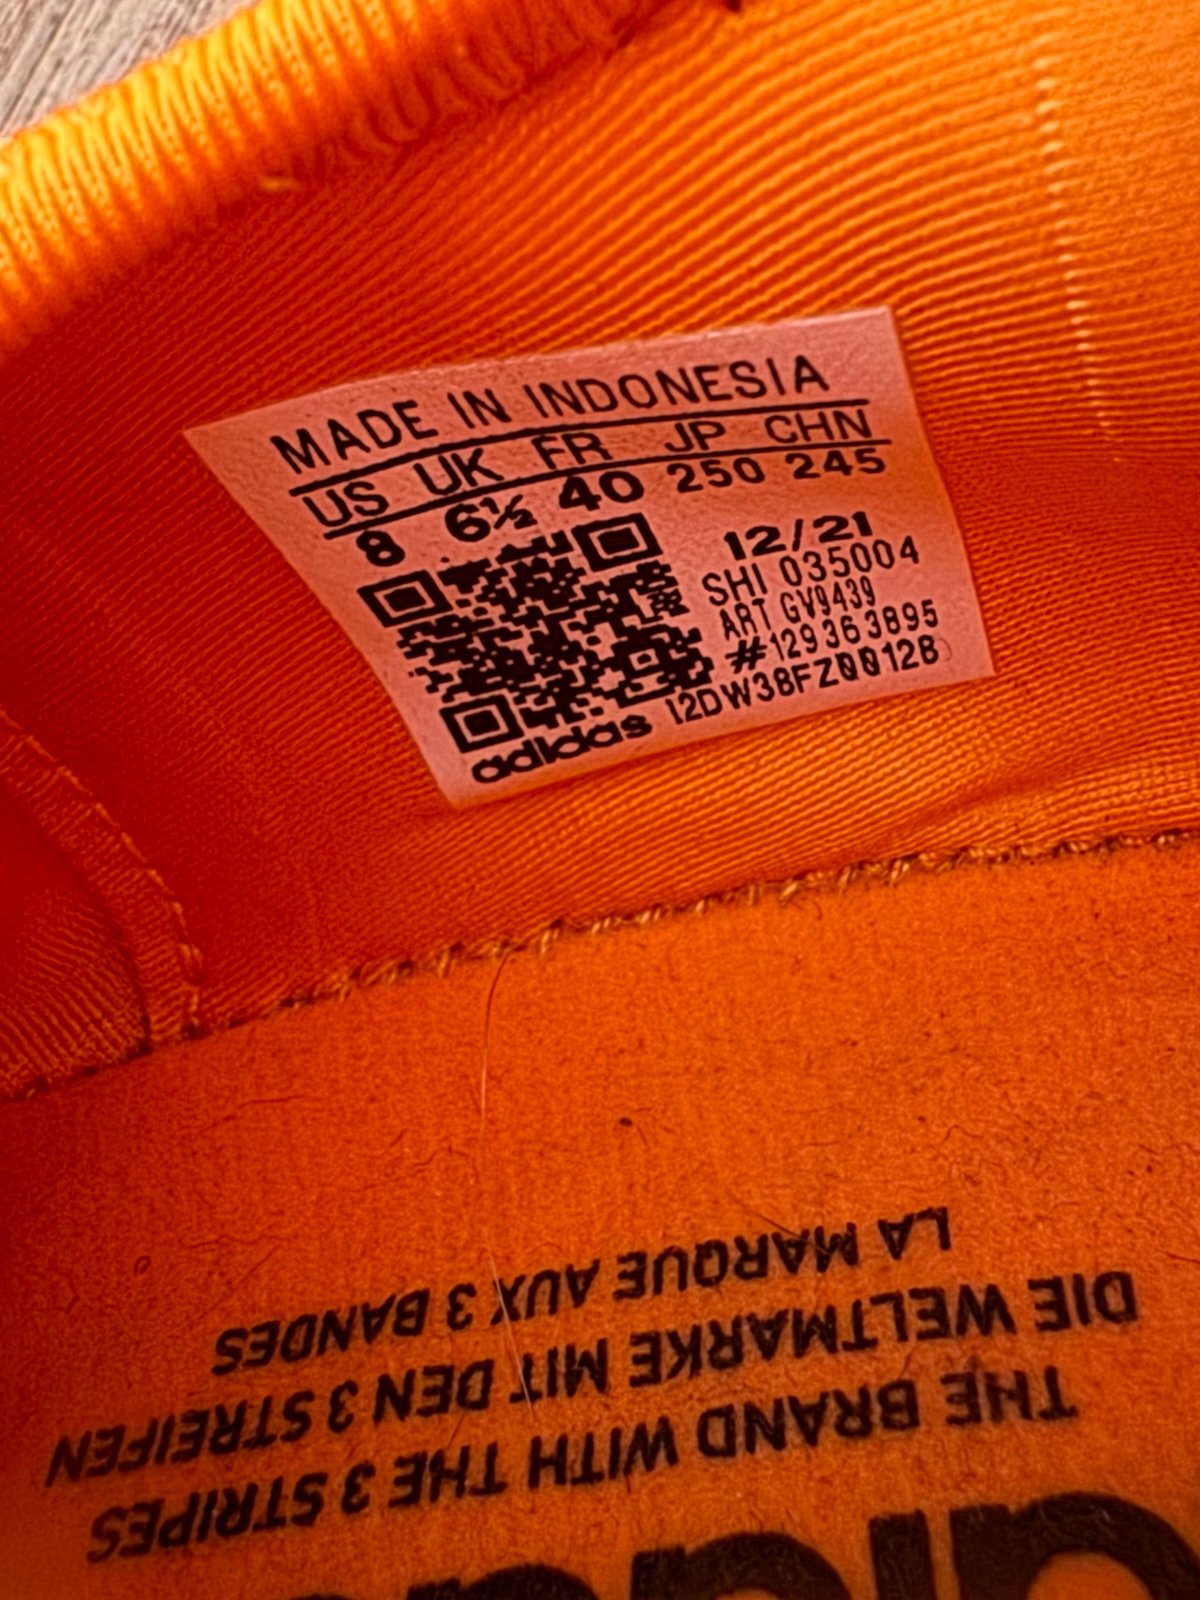 MADE IN INDONESIA
US UK FR JP CHN
8 6½ 40 250 245
12/21
SHI 035004
ART GV9439
#129363895
adidas 12DW38FZ00128
LA MARQUE AUX 3 BANDES
DIE WELTMARKE MIT DEN 3 STREIFEN
THE BRAND WITH THE 3 STRIPES